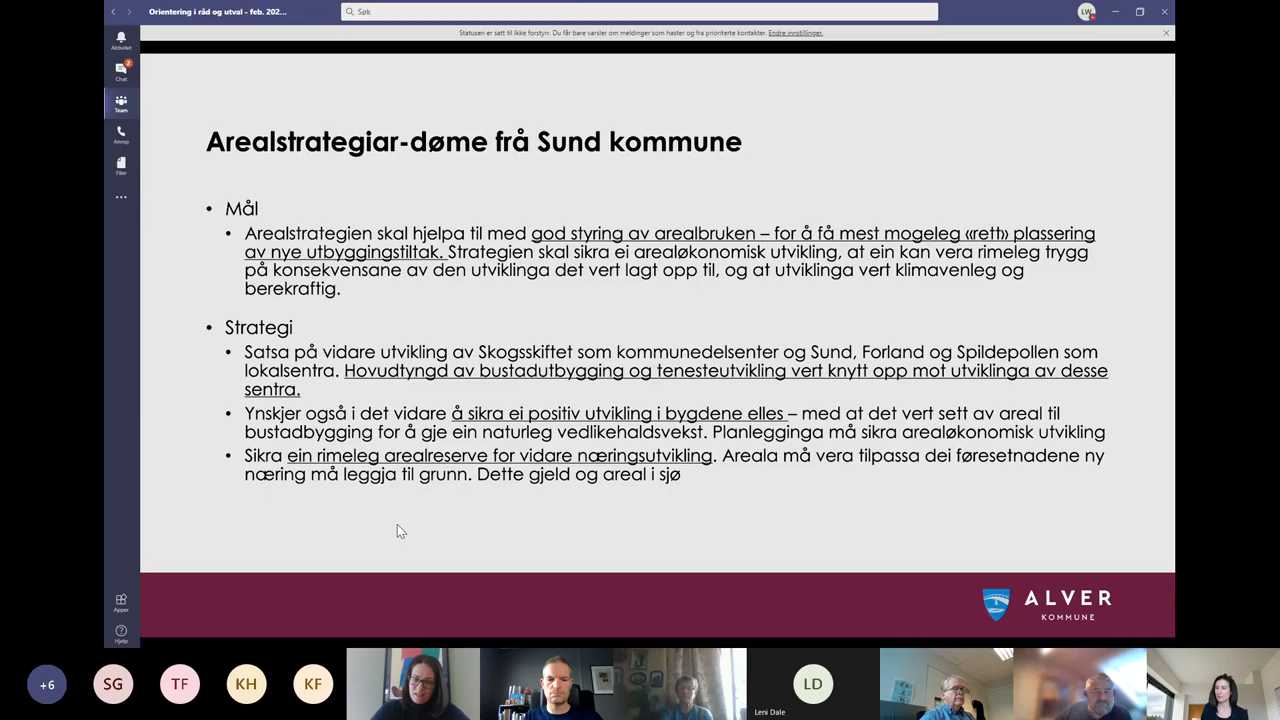 Orientering i råd og utval - feb. 202...
Søk
LW
Statusen er satt til ikke forstyrr. Du får bare varsler om meldinger som haster og fra prioriterte kontakter. Endre innstillinger.
Aktivitet
2
Chat
Team
Anrop
Filer
...
Arealstrategiar-døme frå Sund kommune
• Mål
• Arealstrategien skal hjelpa til med god styring av arealbruken – for å få mest mogeleg «rett» plassering
av nye utbyggingstiltak. Strategien skal sikra ei arealøkonomisk utvikling, at ein kan vera rimeleg trygg
på konsekvensane av den utviklinga det vert lagt opp til, og at utviklinga vert klimavenleg og
berekraftig.
• Strategi
• Satsa på vidare utvikling av Skogsskiftet som kommunedelsenter og Sund, Forland og Spildepollen som
lokalsentra. Hovudtyngd av bustadutbygging og tenesteutvikling vert knytt opp mot utviklinga av desse
sentra.
• Ynskjer også i det vidare å sikra ei positiv utvikling i bygdene elles – med at det vert sett av areal til
bustadbygging for å gje ein naturleg vedlikehaldsvekst. Planlegginga må sikra arealøkonomisk utvikling
• Sikra ein rimeleg arealreserve for vidare næringsutvikling. Areala må vera tilpassa dei føresetnadene ny
næring må leggja til grunn. Dette gjeld og areal i sjø
Apper
Hjelp
ALVER
KOMMUNE
+6
SG
TF
KH
KF
LD
Leni Dale